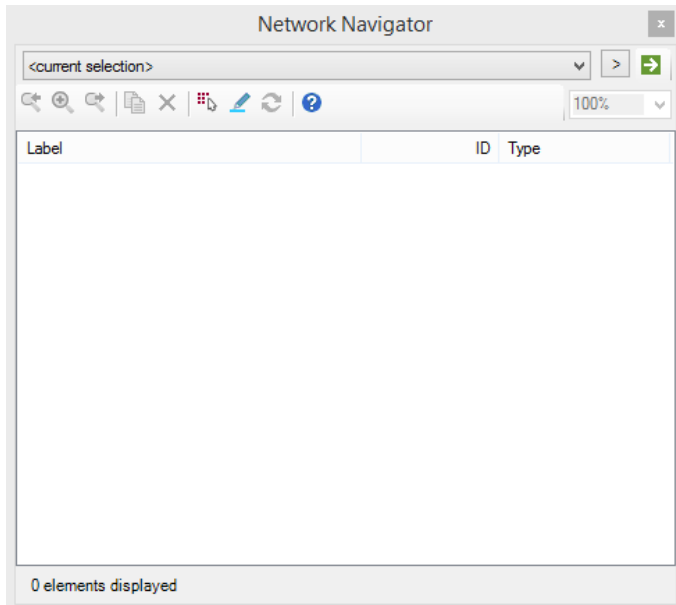 Network Navigator
x
<current selection>
>
?
100%
Label ID Type
0 elements displayed